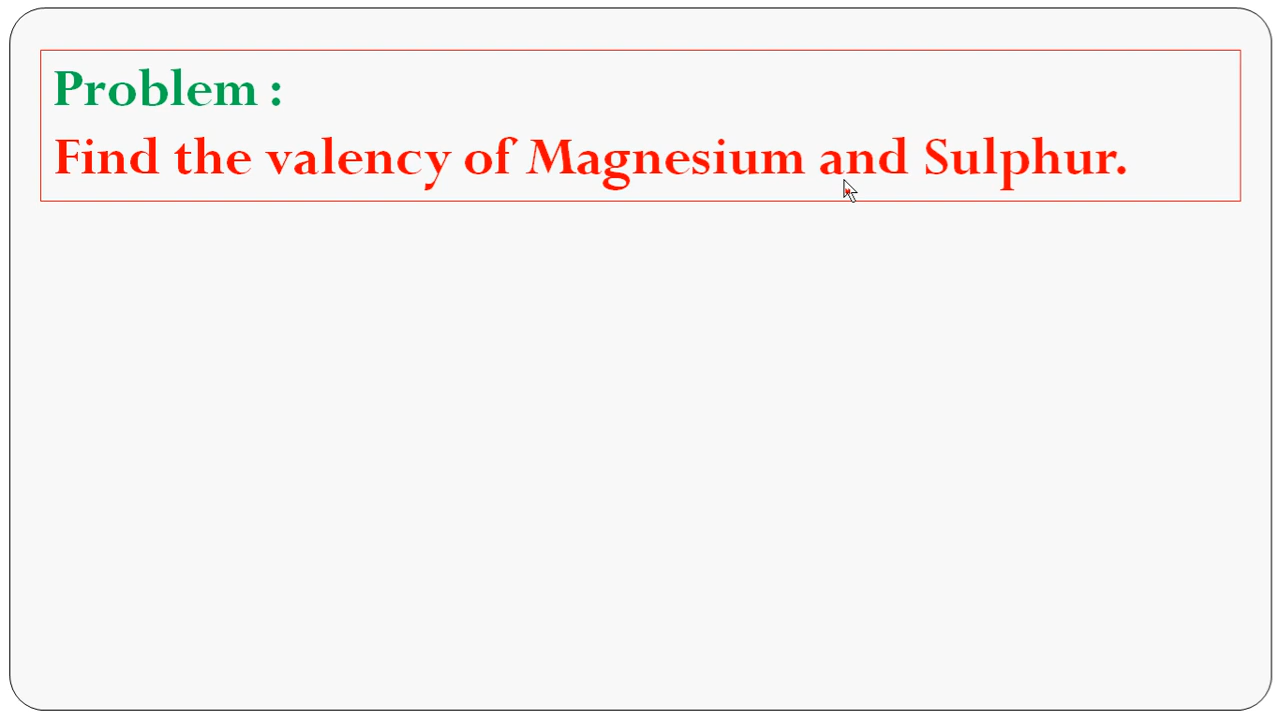 Problem :
Find the valency of Magnesium and Sulphur.